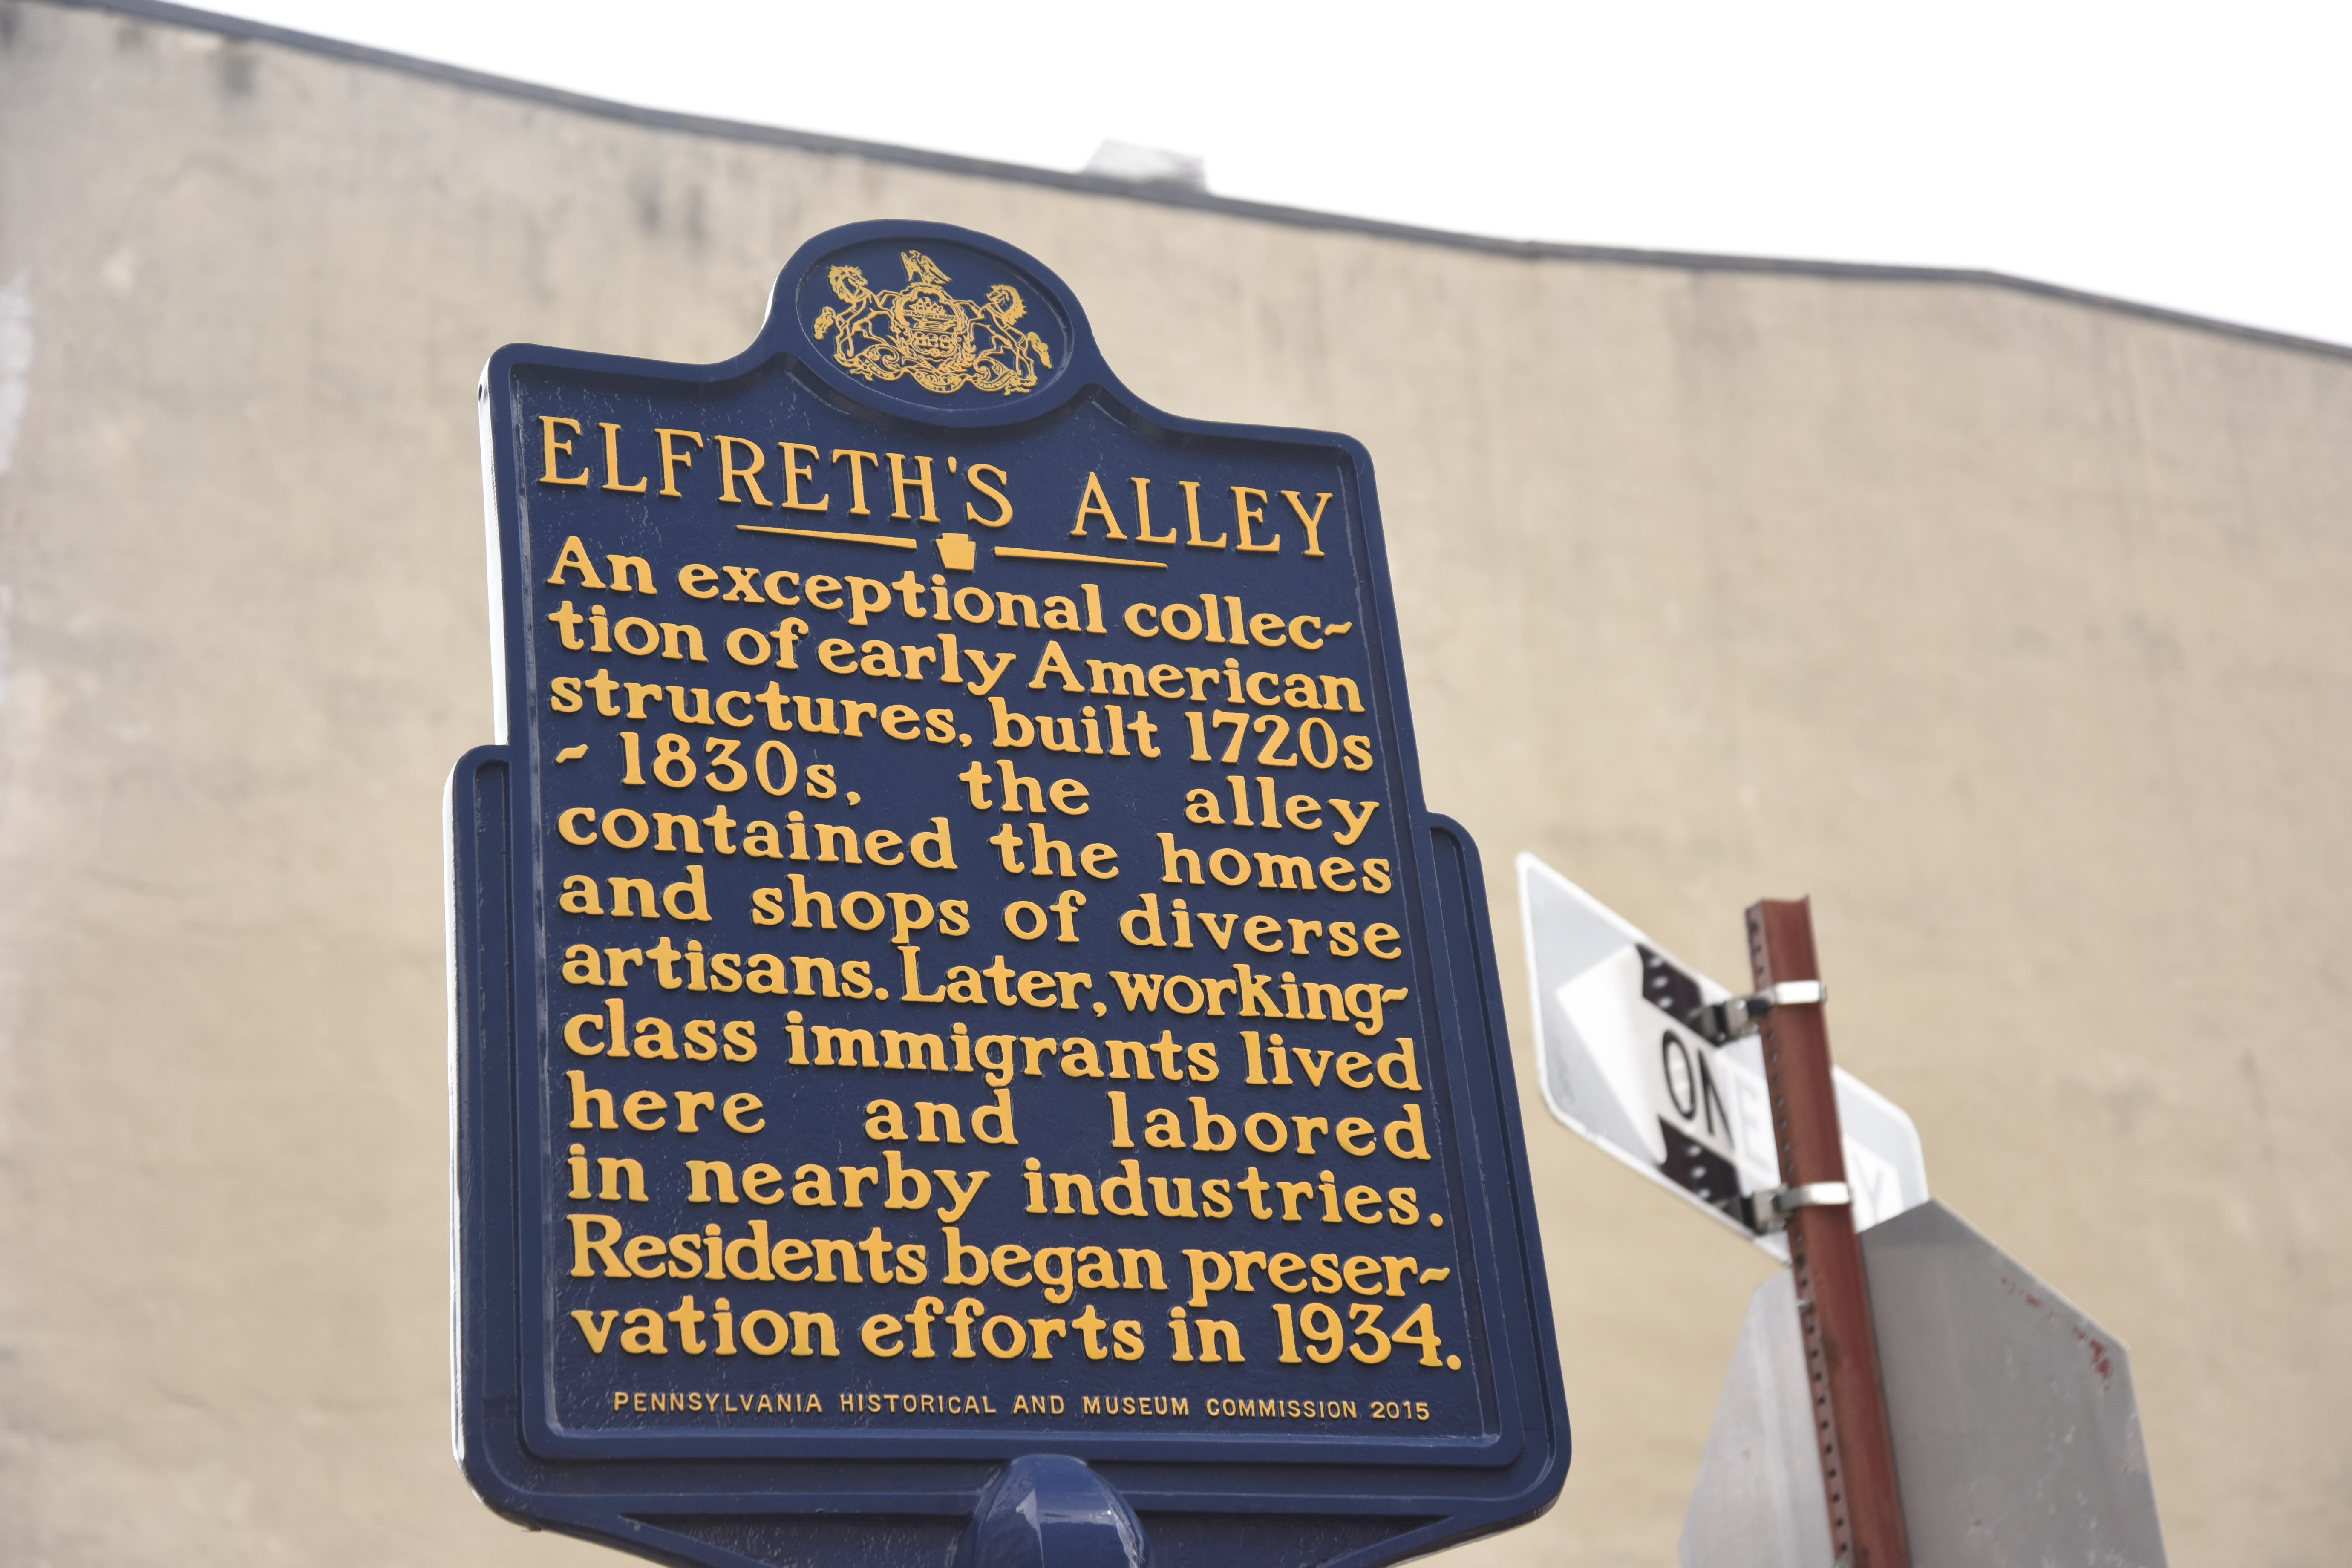 ELFRETH'S ALLEY
An exceptional collec-
tion of early American
structures, built 1720s
- 1830s, the alley
contained the homes
and shops of diverse
artisans. Later, working-
class immigrants lived
here and labored
in nearby industries.
Residents began preser-
vation efforts in 1934.
PENNSYLVANIA HISTORICAL AND MUSEUM COMMISSION 2015
ONE